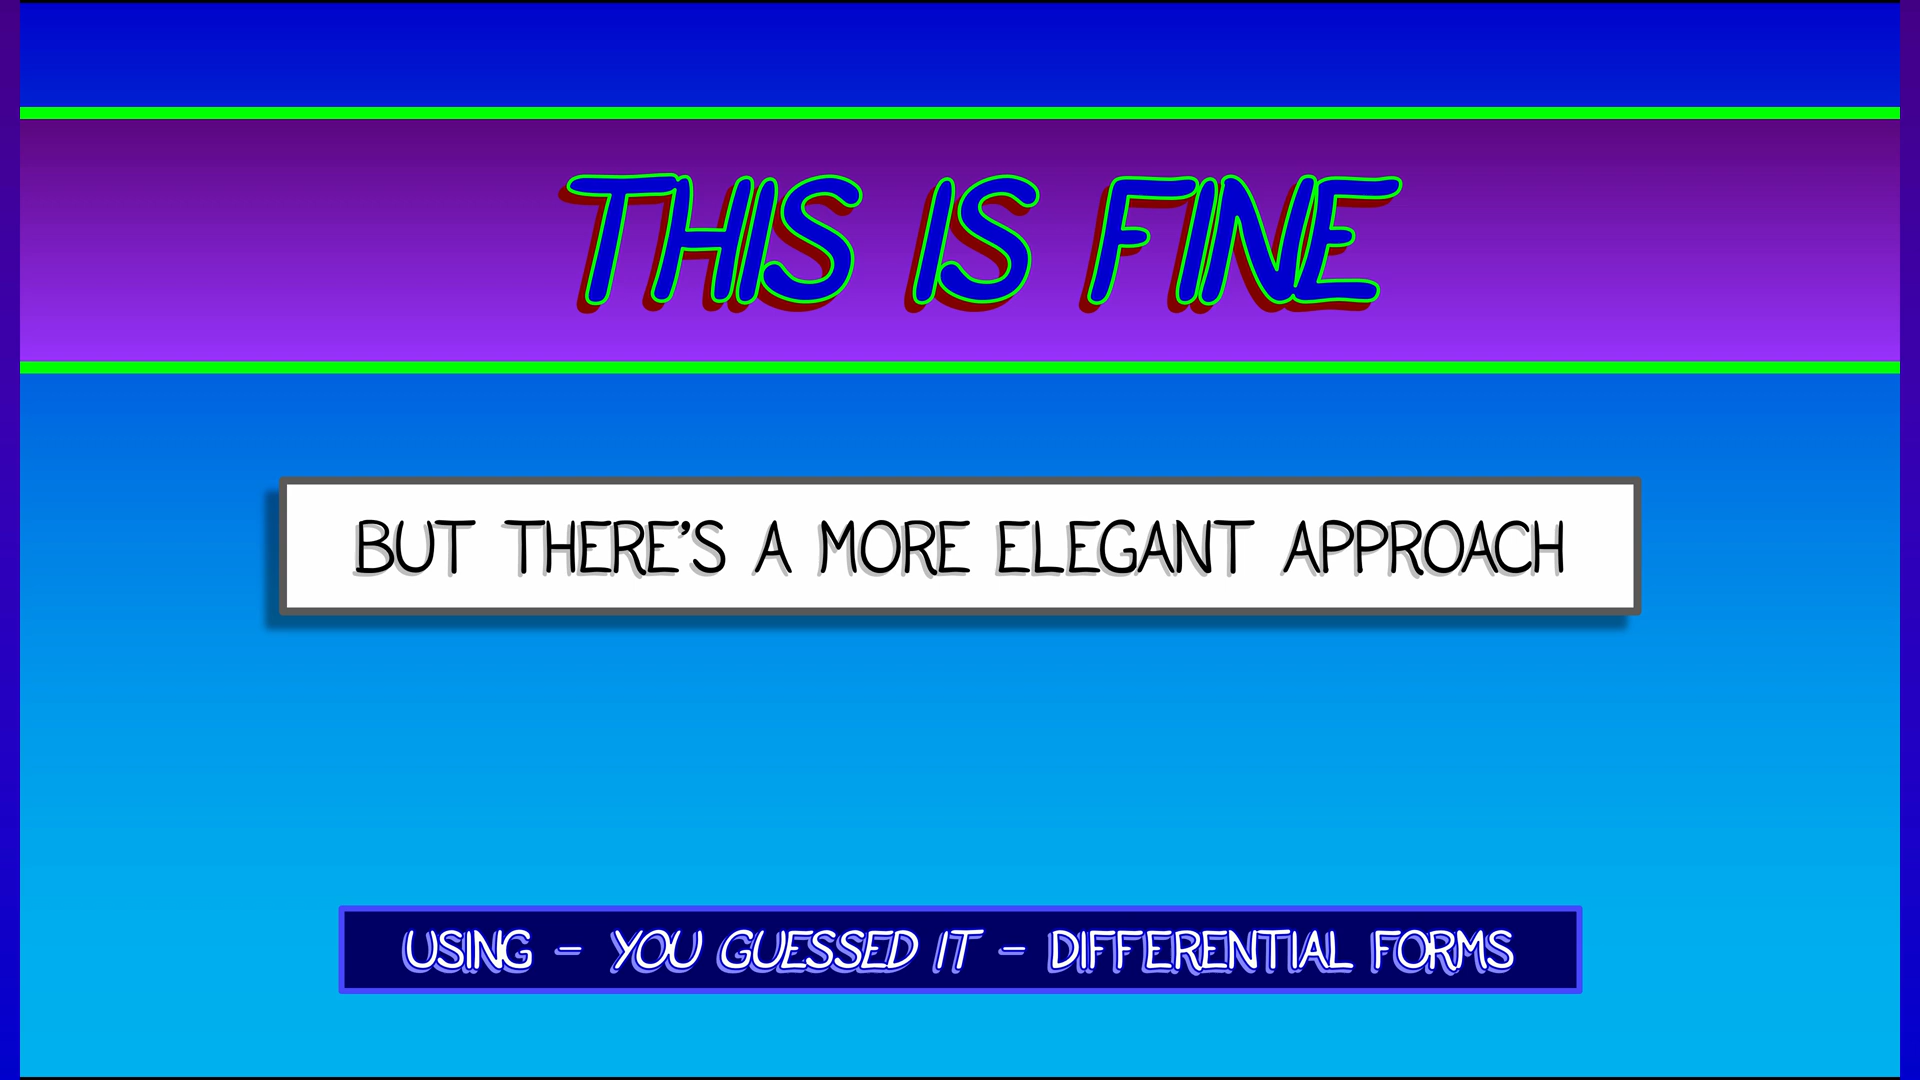 THIS IS FINE
BUT THERE'S A MORE ELEGANT APPROACH
USING - YOU GUESSED IT - DIFFERENTIAL FORMS